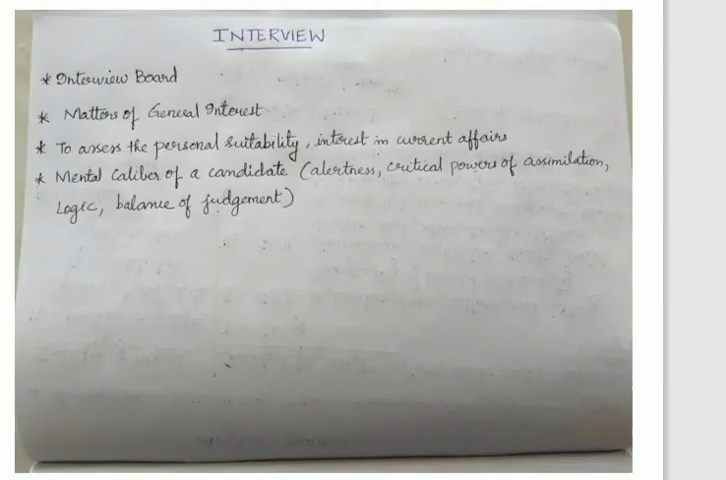 INTERVIEW
* Interview Board
* Matters of General Interest
* To assess the personal suitability, interest in current affairs
* Mental Caliber of a candidate (alertness, critical powers of assimilation,
Logic, balance of judgement)